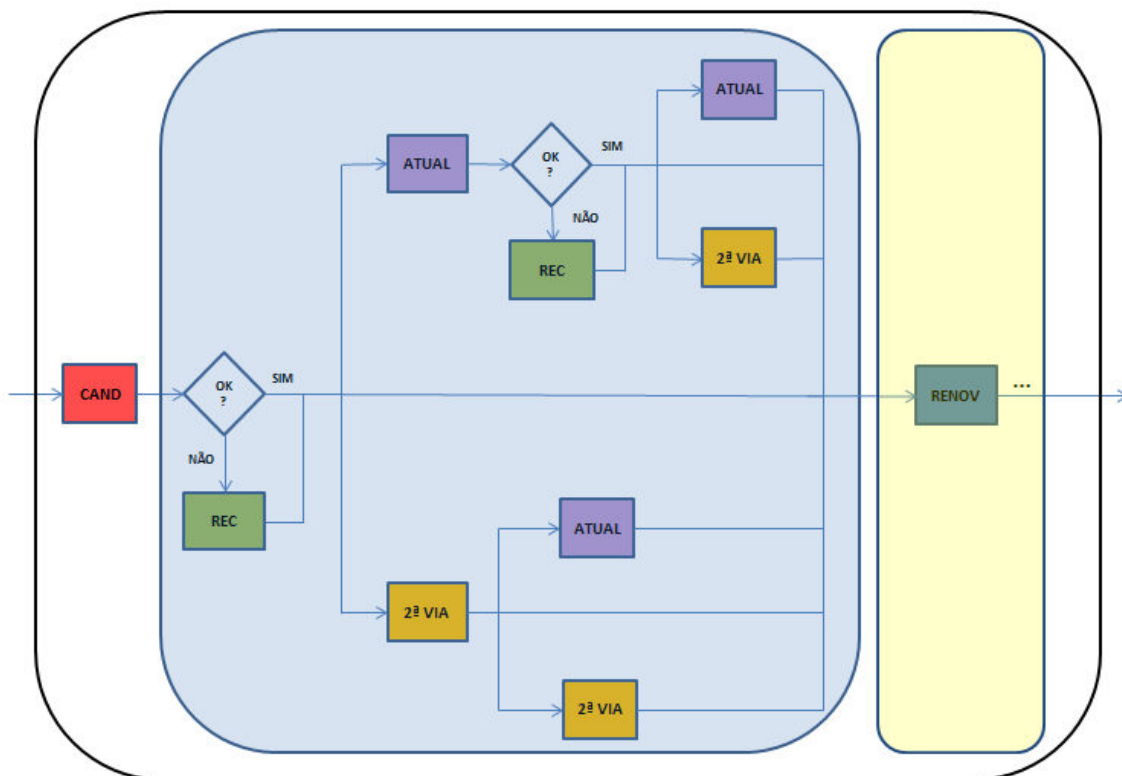 ATUAL
ATUAL
OK
?
SIM
NÃO
REC
2ª VIA
CAND
OK
?
SIM
NÃO
REC
RENOV
...
ATUAL
2ª VIA
2ª VIA